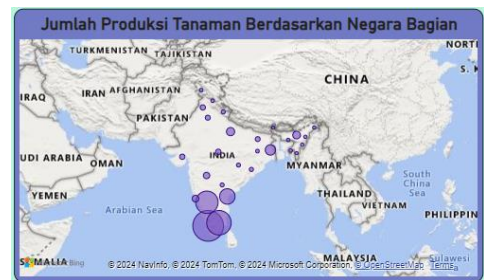 Jumlah Produksi Tanaman Berdasarkan Negara Bagian
TURKMENISTAN
TAJIKISTAN
NORTH
CHINA
IRAN
AFGHANISTAN
IRAQ
PAKISTAN
UDI ARABIA
OMAN
INDIA
MYANMAR
South
China
Sea
YEMEN
THAILAND
Arabian Sea
VIETNAM
PHILIPPIN
MALAYSIA
Sulawesi
© 2024 NavInfo, © 2024 TomTom, © 2024 Microsoft Corporation, © OpenStreetMap Terms